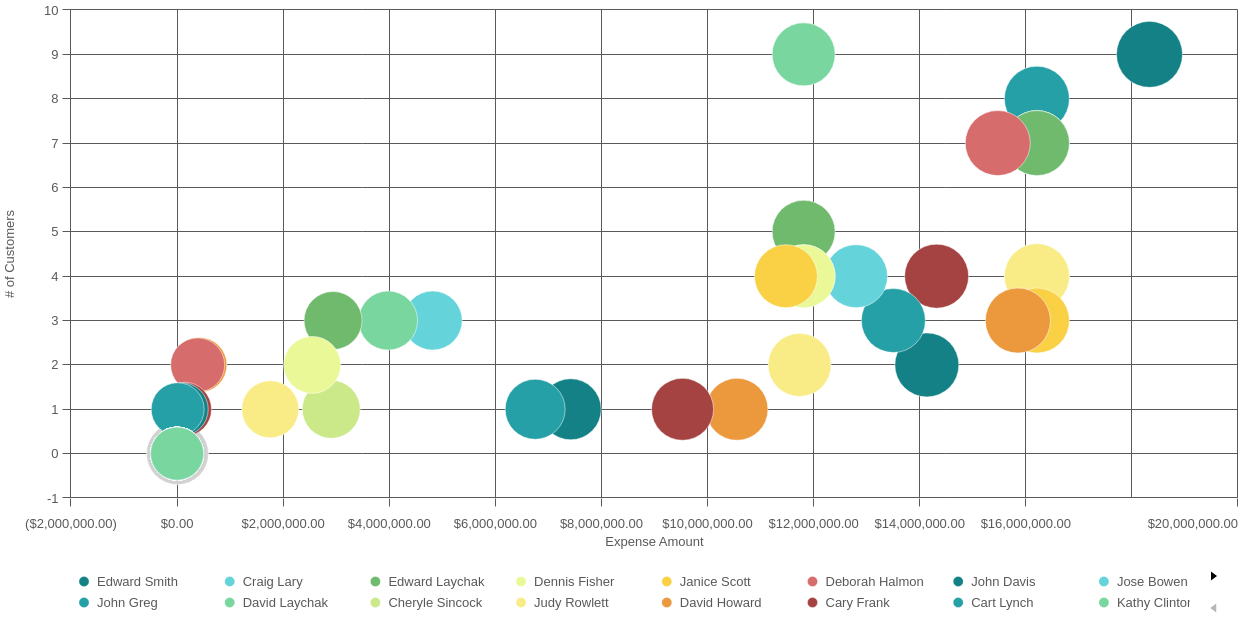 10
9
8
7
6
5
4
3
2
1
0
-1
# of Customers
($2,000,000.00) $0.00 $2,000,000.00 $4,000,000.00 $6,000,000.00 $8,000,000.00 $10,000,000.00 $12,000,000.00 $14,000,000.00 $16,000,000.00 $20,000,000.00
Expense Amount
Edward Smith Craig Lary Edward Laychak Dennis Fisher Janice Scott Deborah Halmon John Davis Jose Bowen
John Greg David Laychak Cheryle Sincock Judy Rowlett David Howard Cary Frank Cart Lynch Kathy Clinton